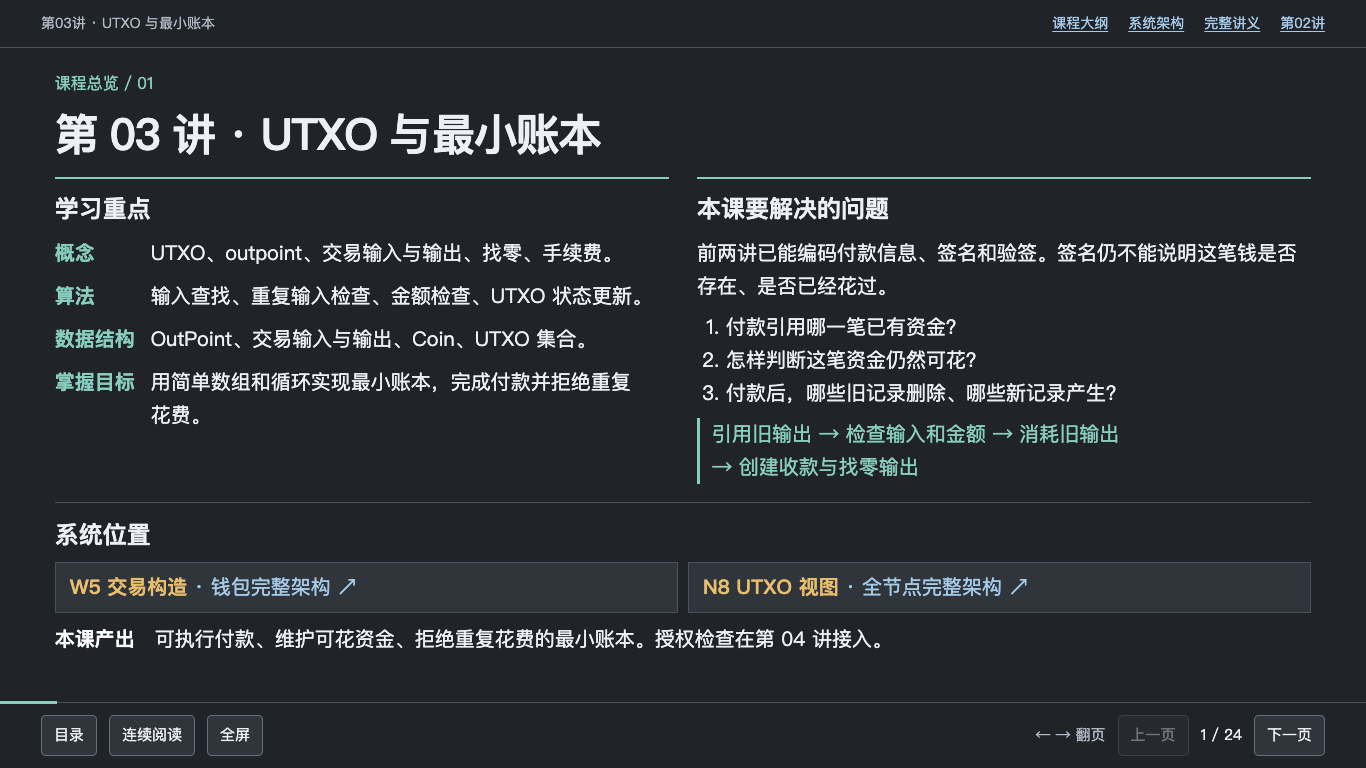 第03讲 · UTXO 与最小账本
课程大纲 系统架构 完整讲义 第02讲
课程总览 / 01
第 03 讲 · UTXO 与最小账本
学习重点
概念 UTXO、outpoint、交易输入与输出、找零、手续费。
算法 输入查找、重复输入检查、金额检查、UTXO 状态更新。
数据结构 OutPoint、交易输入与输出、Coin、UTXO 集合。
掌握目标 用简单数组和循环实现最小账本，完成付款并拒绝重复
花费。
本课要解决的问题
前两讲已能编码付款信息、签名和验签。签名仍不能说明这笔钱是否
存在、是否已经花过。
1. 付款引用哪一笔已有资金?
2. 怎样判断这笔资金仍然可花?
3. 付款后，哪些旧记录删除、哪些新记录产生?
引用旧输出 → 检查输入和金额 → 消耗旧输出
→ 创建收款与找零输出
系统位置
W5 交易构造 · 钱包完整架构 ↗
N8 UTXO 视图 · 全节点完整架构 ↗
本课产出 可执行付款、维护可花资金、拒绝重复花费的最小账本。授权检查在第 04 讲接入。
目录 连续阅读 全屏
← → 翻页 上一页 1 / 24 下一页